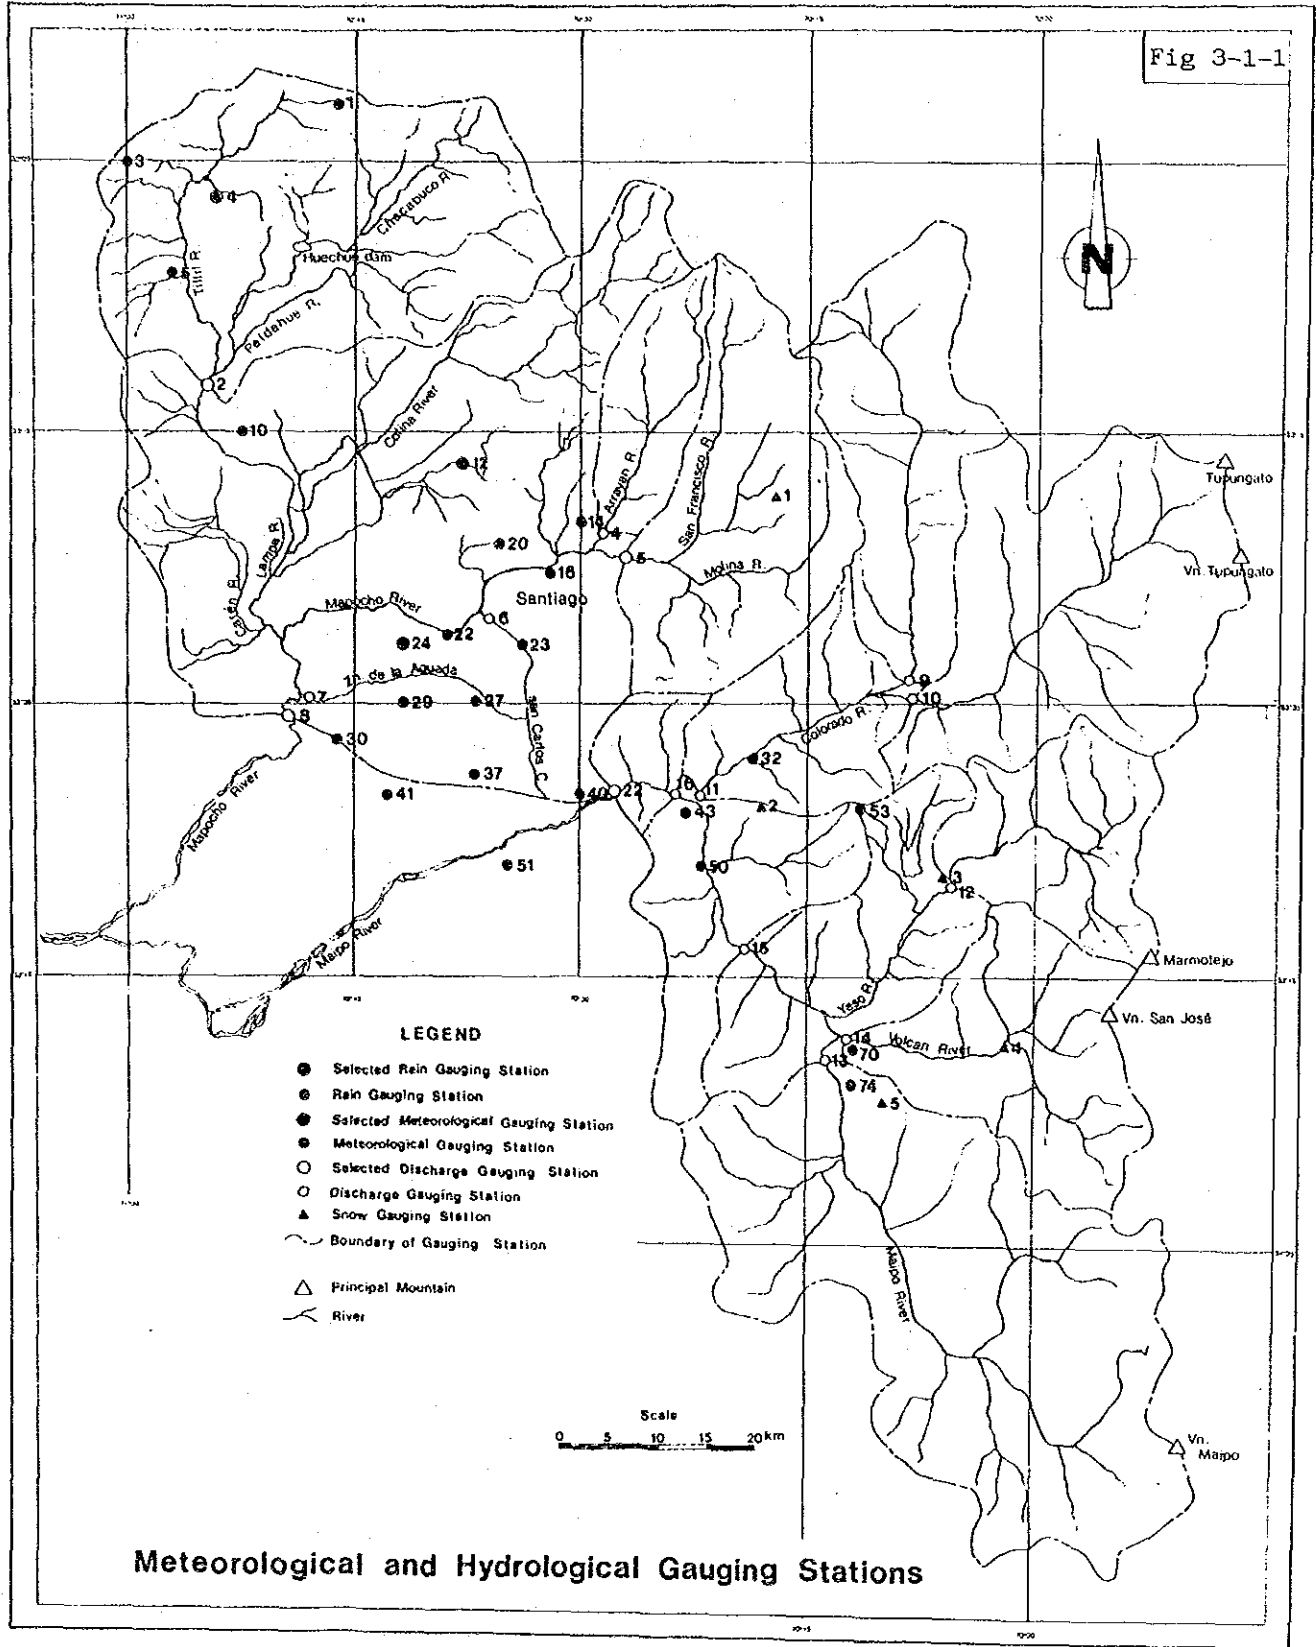 Fig 3-1-1
1
3
4
Chacabuco R.
Huechun dam
5
Tiltil R.
Peldehue R.
2
10
Colina River
12
Arrayan R.
San Francisco R.
1
Tupungato
14
4
20
5
Molina R.
Vn. Tupungato
18
Santiago
Lampa R.
Carén R.
Mapocho River
6
22
24
23
Zn. de la Aguada
9
10
7
29
27
San Carlos C.
8
Colorado R.
30
32
37
41
40
22
6
11
2
53
43
Mapocho River
51
50
3
12
Maipo River
15
Marmotejo
Yeso R.
Vn. San José
14
70
Volcan River
4
13
74
5
LEGEND
Selected Rain Gauging Station
Rain Gauging Station
Selected Meteorological Gauging Station
Meteorological Gauging Station
Selected Discharge Gauging Station
Discharge Gauging Station
Snow Gauging Station
Boundary of Gauging Station
Principal Mountain
River
Maipo River
Scale
0 5 10 15 20 km
Vn. Maipo
N
Meteorological and Hydrological Gauging Stations